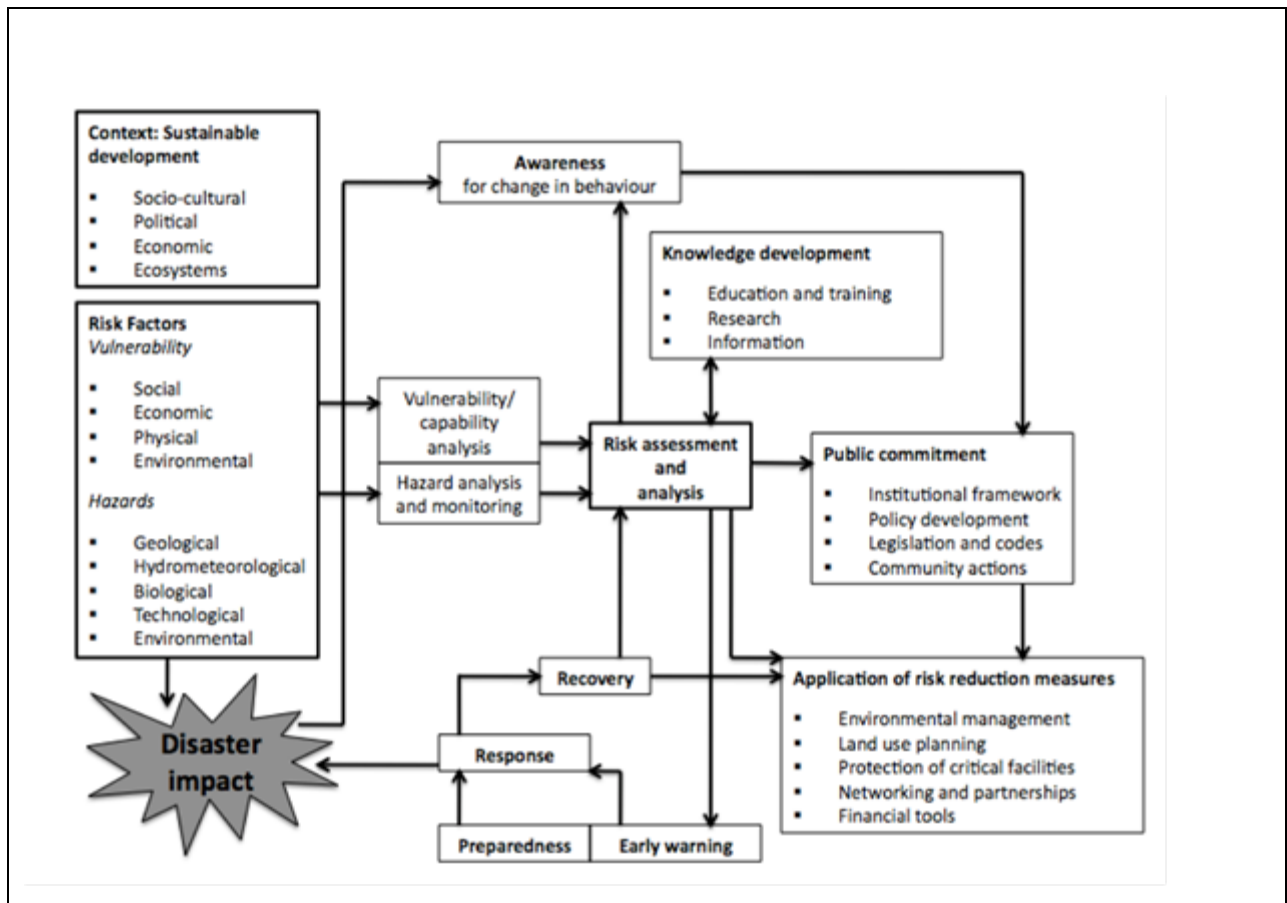 Context: Sustainable
development
▪ Socio-cultural
▪ Political
▪ Economic
▪ Ecosystems
Risk Factors
Vulnerability
▪ Social
▪ Economic
▪ Physical
▪ Environmental
Hazards
▪ Geological
▪ Hydrometeorological
▪ Biological
▪ Technological
▪ Environmental
Disaster
impact
Awareness
for change in behaviour
Knowledge development
▪ Education and training
▪ Research
▪ Information
Vulnerability/
capability
analysis
Hazard analysis
and monitoring
Risk assessment
and
analysis
Public commitment
▪ Institutional framework
▪ Policy development
▪ Legislation and codes
▪ Community actions
Recovery
Response
Preparedness
Early warning
Application of risk reduction measures
▪ Environmental management
▪ Land use planning
▪ Protection of critical facilities
▪ Networking and partnerships
▪ Financial tools